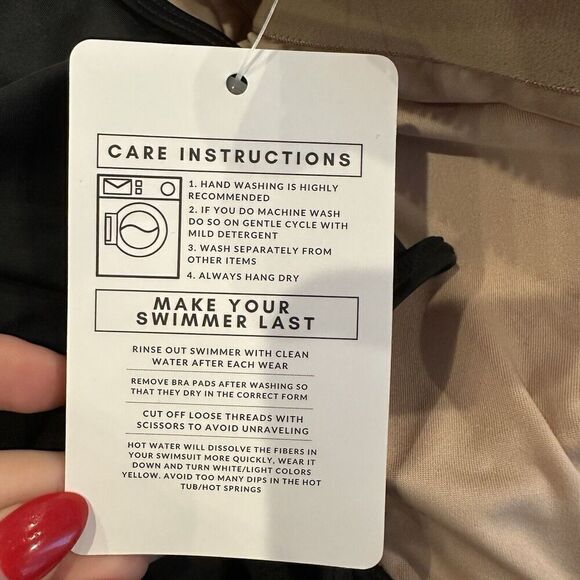 CARE INSTRUCTIONS
1. HAND WASHING IS HIGHLY
RECOMMENDED
2. IF YOU DO MACHINE WASH
DO SO ON GENTLE CYCLE WITH
MILD DETERGENT
3. WASH SEPARATELY FROM
OTHER ITEMS
4. ALWAYS HANG DRY
MAKE YOUR
SWIMMER LAST
RINSE OUT SWIMMER WITH CLEAN
WATER AFTER EACH WEAR
REMOVE BRA PADS AFTER WASHING SO
THAT THEY DRY IN THE CORRECT FORM
CUT OFF LOOSE THREADS WITH
SCISSORS TO AVOID UNRAVELING
HOT WATER WILL DISSOLVE THE FIBERS IN
YOUR SWIMSUIT MORE QUICKLY, WEAR IT
DOWN AND TURN WHITE/LIGHT COLORS
YELLOW. AVOID TOO MANY DIPS IN THE HOT
TUB/HOT SPRINGS